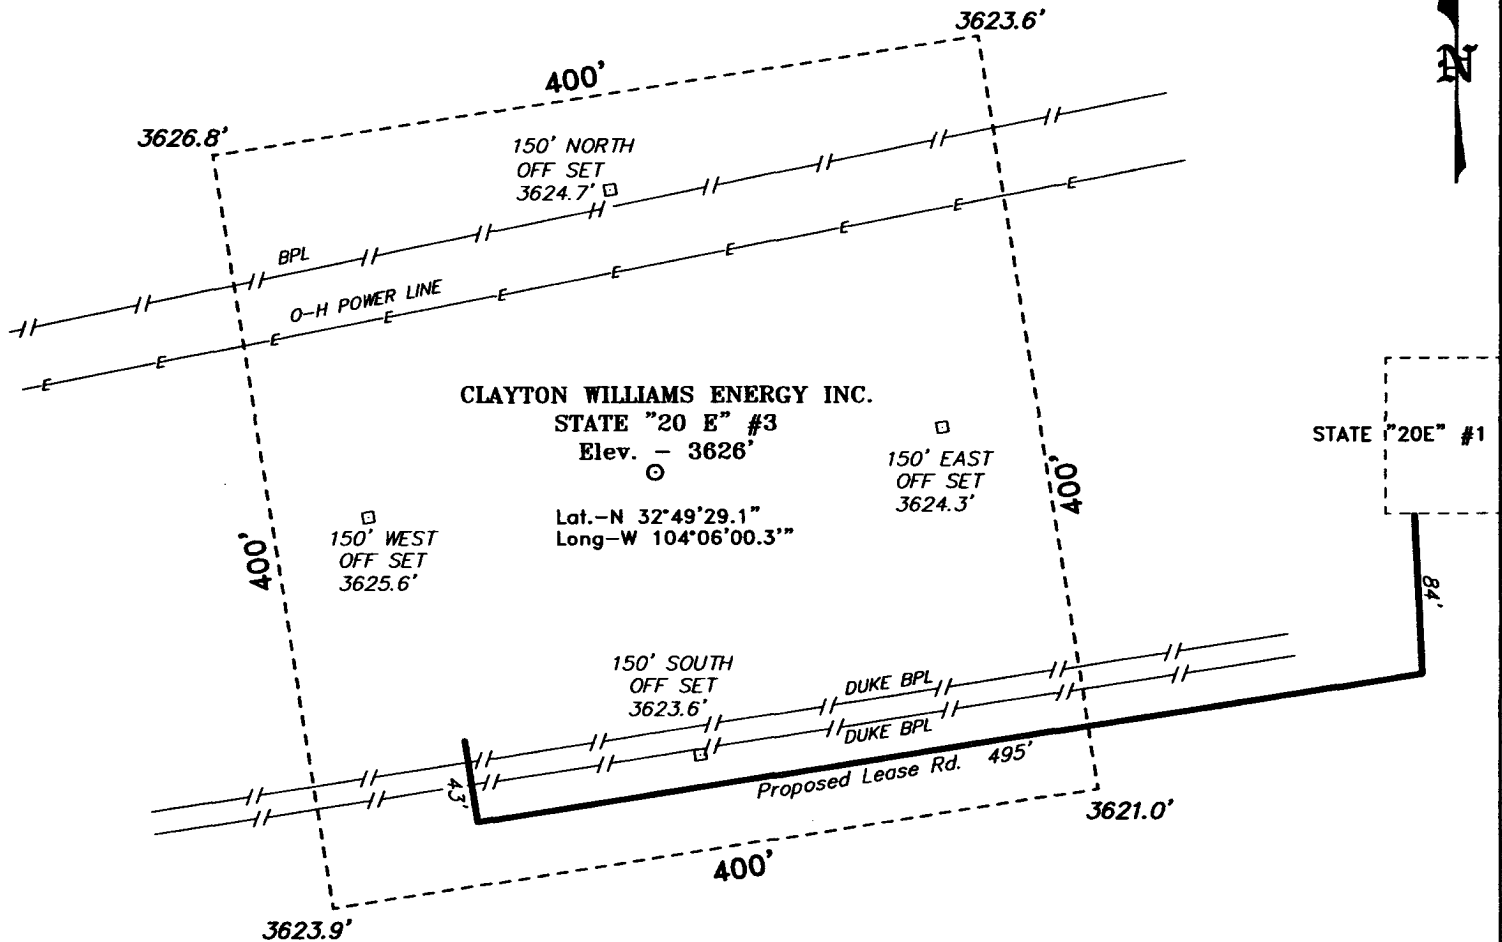 3623.6'
N
400'
3626.8'
150' NORTH
OFF SET
3624.7'
BPL
O-H POWER LINE
E E E E E E E E E E
CLAYTON WILLIAMS ENERGY INC.
STATE "20 E" #3
Elev. - 3626'
STATE "20E" #1
150' EAST
OFF SET
3624.3'
400'
Lat.-N 32°49'29.1"
Long-W 104°06'00.3'"
150' WEST
OFF SET
3625.6'
400'
84'
150' SOUTH
OFF SET
3623.6'
DUKE BPL
DUKE BPL
43'
Proposed Lease Rd. 495'
3621.0'
400'
3623.9'